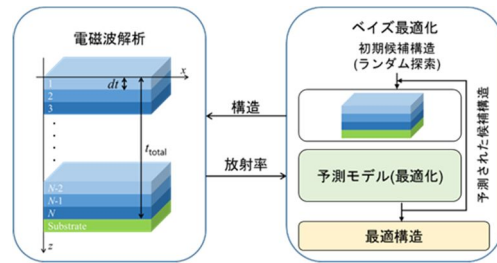 電磁波解析
x
1
2
3
dt
t_total
N-2
N-1
N
Substrate
z
構造
放射率
ベイズ最適化
初期候補構造
(ランダム探索)
予測モデル(最適化)
最適構造
予測された候補構造